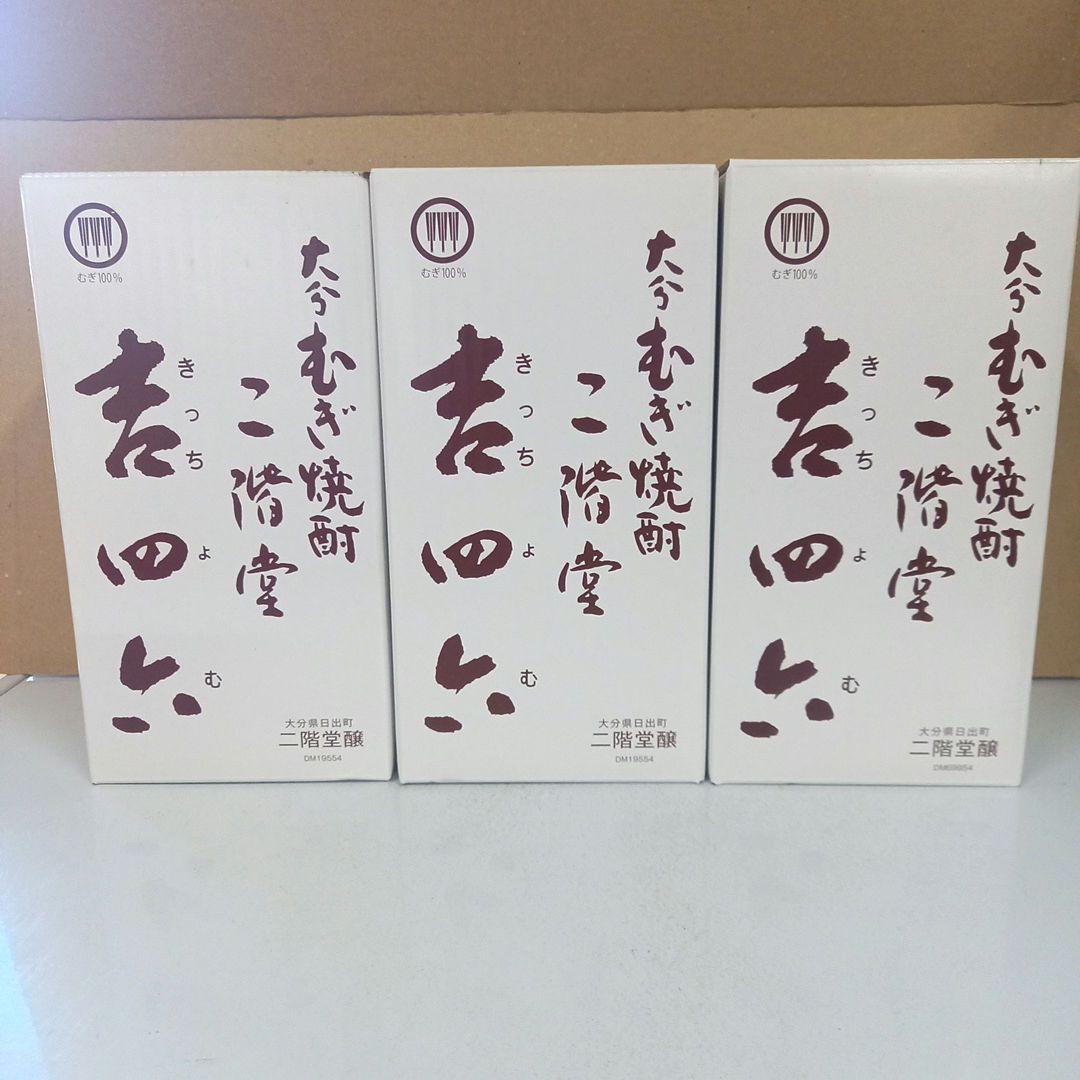 むぎ100%
大分むぎ焼酎
二階堂
吉四六
きっちょむ
大分県日出町
二階堂醸
DM19554
むぎ100%
大分むぎ焼酎
二階堂
吉四六
きっちょむ
大分県日出町
二階堂醸
DM19554
むぎ100%
大分むぎ焼酎
二階堂
吉四六
きっちょむ
大分県日出町
二階堂醸